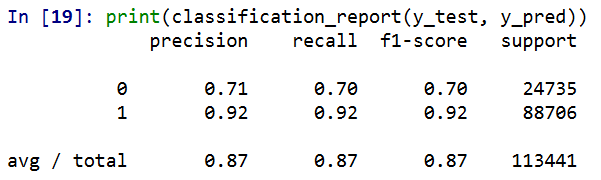 In [19]: print(classification_report(y_test, y_pred))
precision recall f1-score support
0 0.71 0.70 0.70 24735
1 0.92 0.92 0.92 88706
avg / total 0.87 0.87 0.87 113441